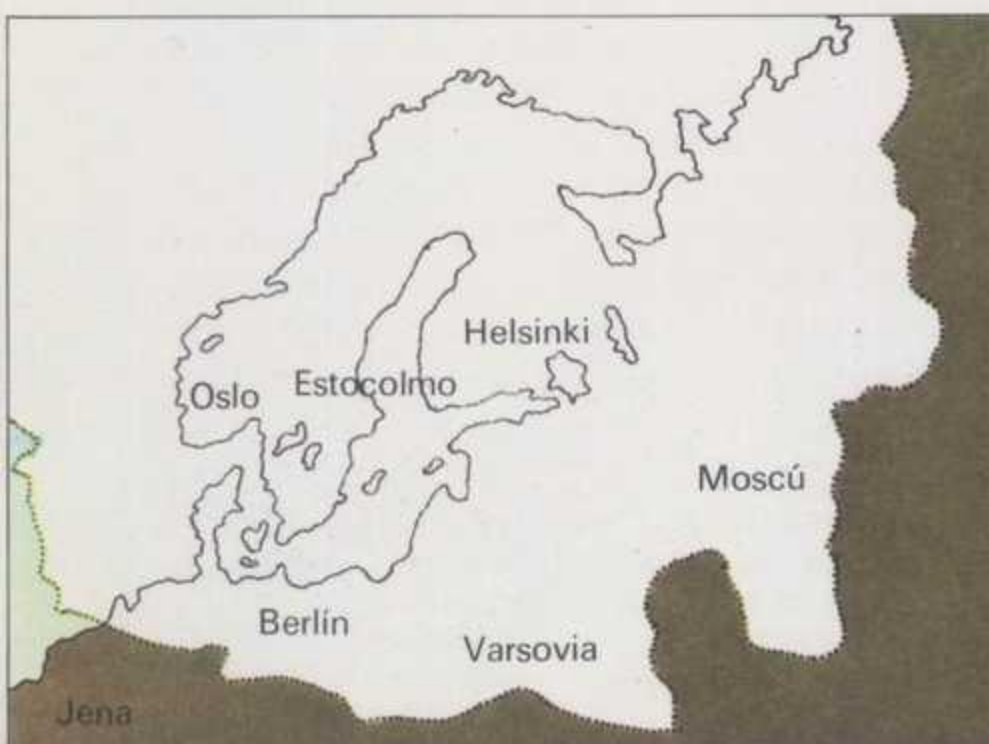 Helsinki
Oslo
Estocolmo
Moscú
Berlín
Varsovia
Jena